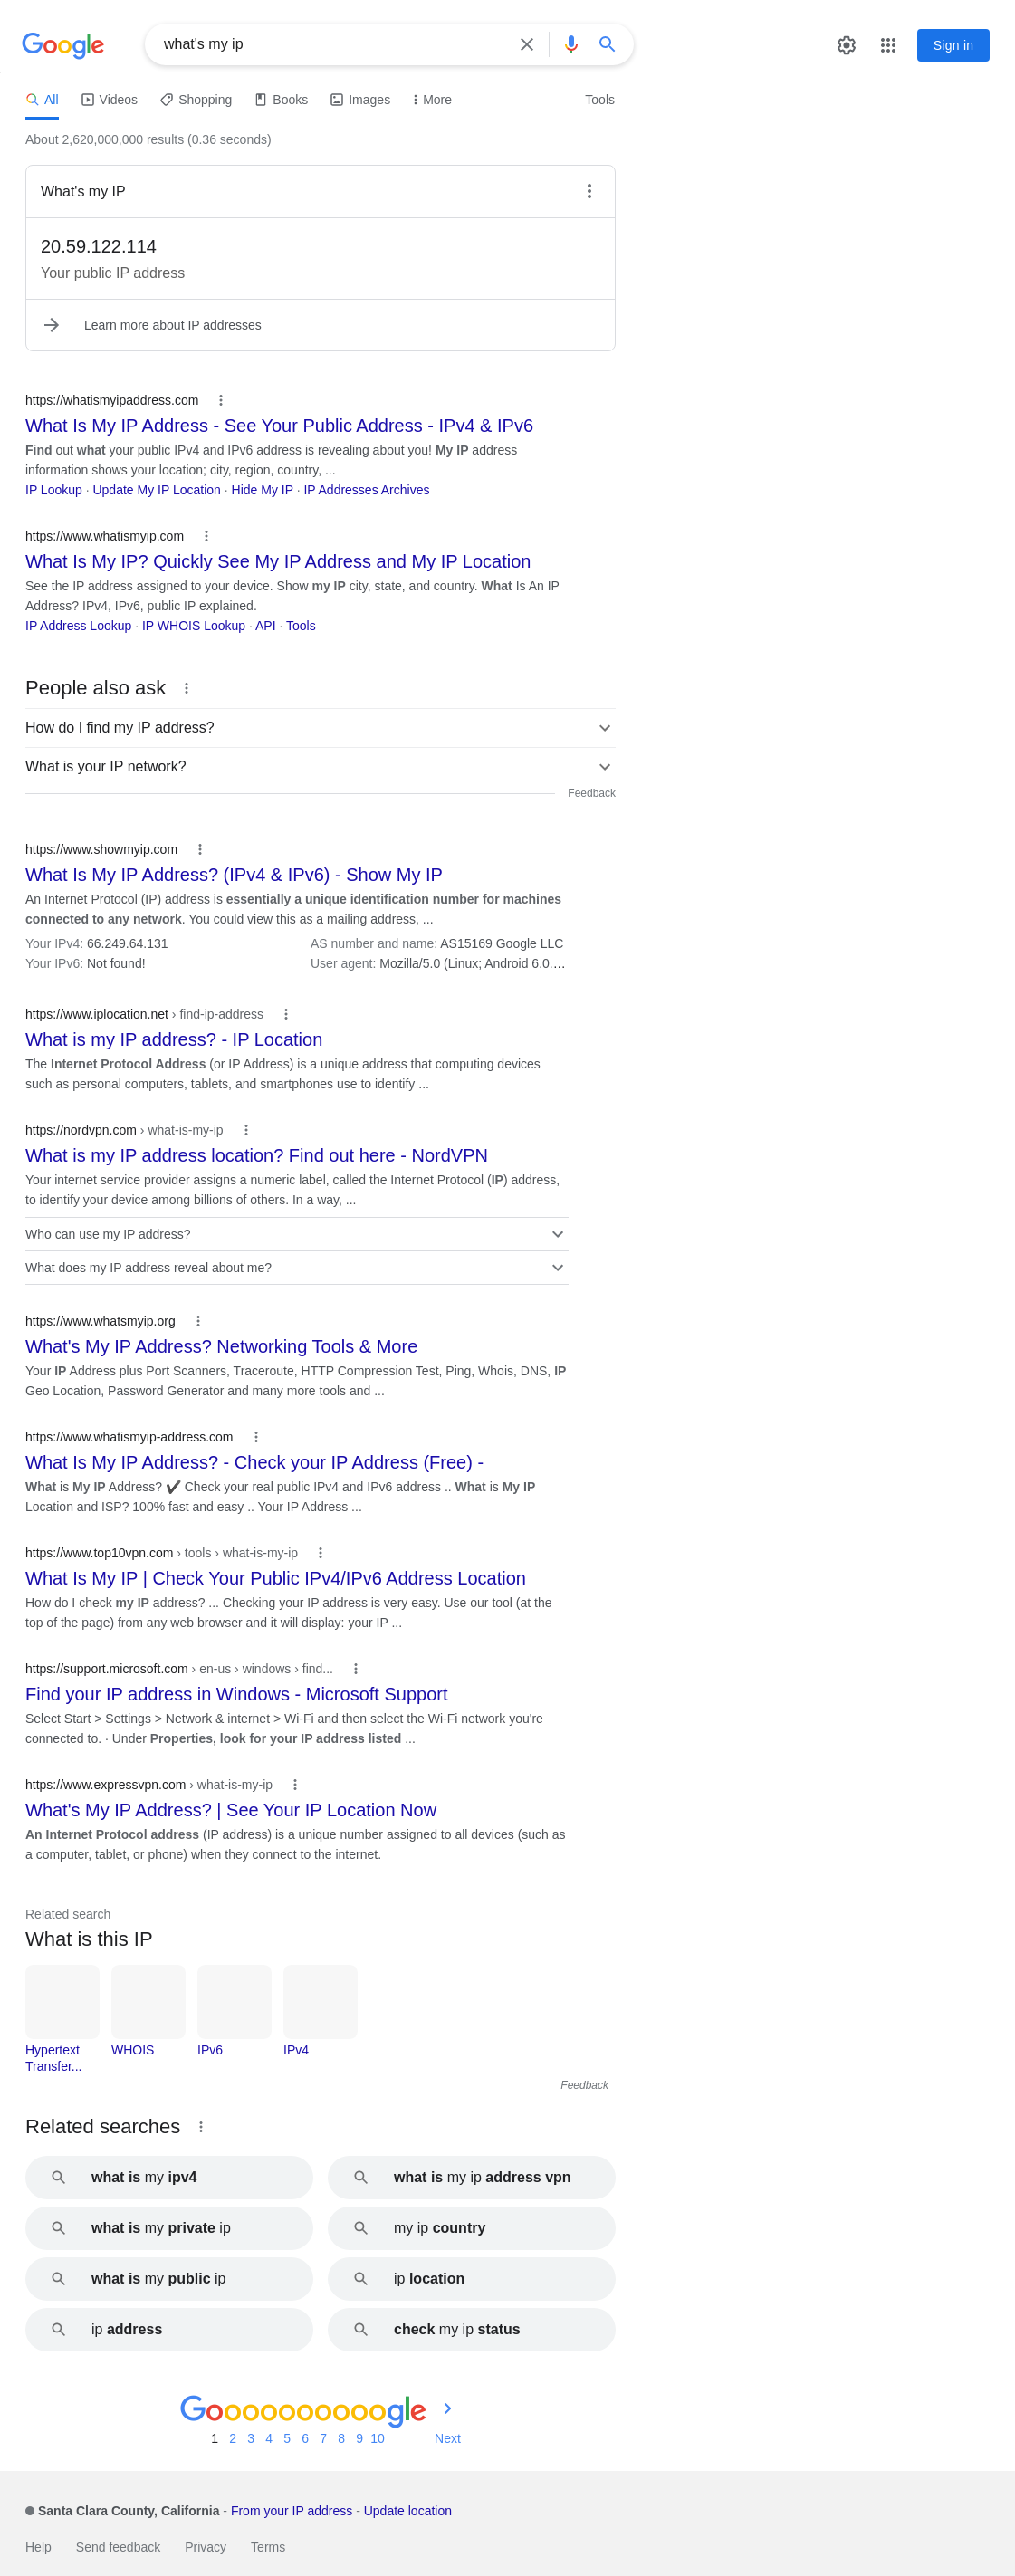 Google
what's my ip
Sign in
All Videos Shopping Books Images More Tools
About 2,620,000,000 results (0.36 seconds)
What's my IP
20.59.122.114
Your public IP address
Learn more about IP addresses
https://whatismyipaddress.com
What Is My IP Address - See Your Public Address - IPv4 & IPv6
Find out what your public IPv4 and IPv6 address is revealing about you! My IP address
information shows your location; city, region, country, ...
IP Lookup · Update My IP Location · Hide My IP · IP Addresses Archives
https://www.whatismyip.com
What Is My IP? Quickly See My IP Address and My IP Location
See the IP address assigned to your device. Show my IP city, state, and country. What Is An IP
Address? IPv4, IPv6, public IP explained.
IP Address Lookup · IP WHOIS Lookup · API · Tools
People also ask
How do I find my IP address?
What is your IP network?
Feedback
https://www.showmyip.com
What Is My IP Address? (IPv4 & IPv6) - Show My IP
An Internet Protocol (IP) address is essentially a unique identification number for machines
connected to any network. You could view this as a mailing address, ...
Your IPv4: 66.249.64.131 AS number and name: AS15169 Google LLC
Your IPv6: Not found! User agent: Mozilla/5.0 (Linux; Android 6.0....
https://www.iplocation.net › find-ip-address
What is my IP address? - IP Location
The Internet Protocol Address (or IP Address) is a unique address that computing devices
such as personal computers, tablets, and smartphones use to identify ...
https://nordvpn.com › what-is-my-ip
What is my IP address location? Find out here - NordVPN
Your internet service provider assigns a numeric label, called the Internet Protocol (IP) address,
to identify your device among billions of others. In a way, ...
Who can use my IP address?
What does my IP address reveal about me?
https://www.whatsmyip.org
What's My IP Address? Networking Tools & More
Your IP Address plus Port Scanners, Traceroute, HTTP Compression Test, Ping, Whois, DNS, IP
Geo Location, Password Generator and many more tools and ...
https://www.whatismyip-address.com
What Is My IP Address? - Check your IP Address (Free) -
What is My IP Address? ✔ Check your real public IPv4 and IPv6 address .. What is My IP
Location and ISP? 100% fast and easy .. Your IP Address ...
https://www.top10vpn.com › tools › what-is-my-ip
What Is My IP | Check Your Public IPv4/IPv6 Address Location
How do I check my IP address? ... Checking your IP address is very easy. Use our tool (at the
top of the page) from any web browser and it will display: your IP ...
https://support.microsoft.com › en-us › windows › find...
Find your IP address in Windows - Microsoft Support
Select Start > Settings > Network & internet > Wi-Fi and then select the Wi-Fi network you're
connected to. · Under Properties, look for your IP address listed ...
https://www.expressvpn.com › what-is-my-ip
What's My IP Address? | See Your IP Location Now
An Internet Protocol address (IP address) is a unique number assigned to all devices (such as
a computer, tablet, or phone) when they connect to the internet.
Related search
What is this IP
Hypertext WHOIS IPv6 IPv4
Transfer...
Feedback
Related searches
what is my ipv4 what is my ip address vpn
what is my private ip my ip country
what is my public ip ip location
ip address check my ip status
Goooooooooogle
1 2 3 4 5 6 7 8 9 10 Next
Santa Clara County, California - From your IP address - Update location
Help Send feedback Privacy Terms